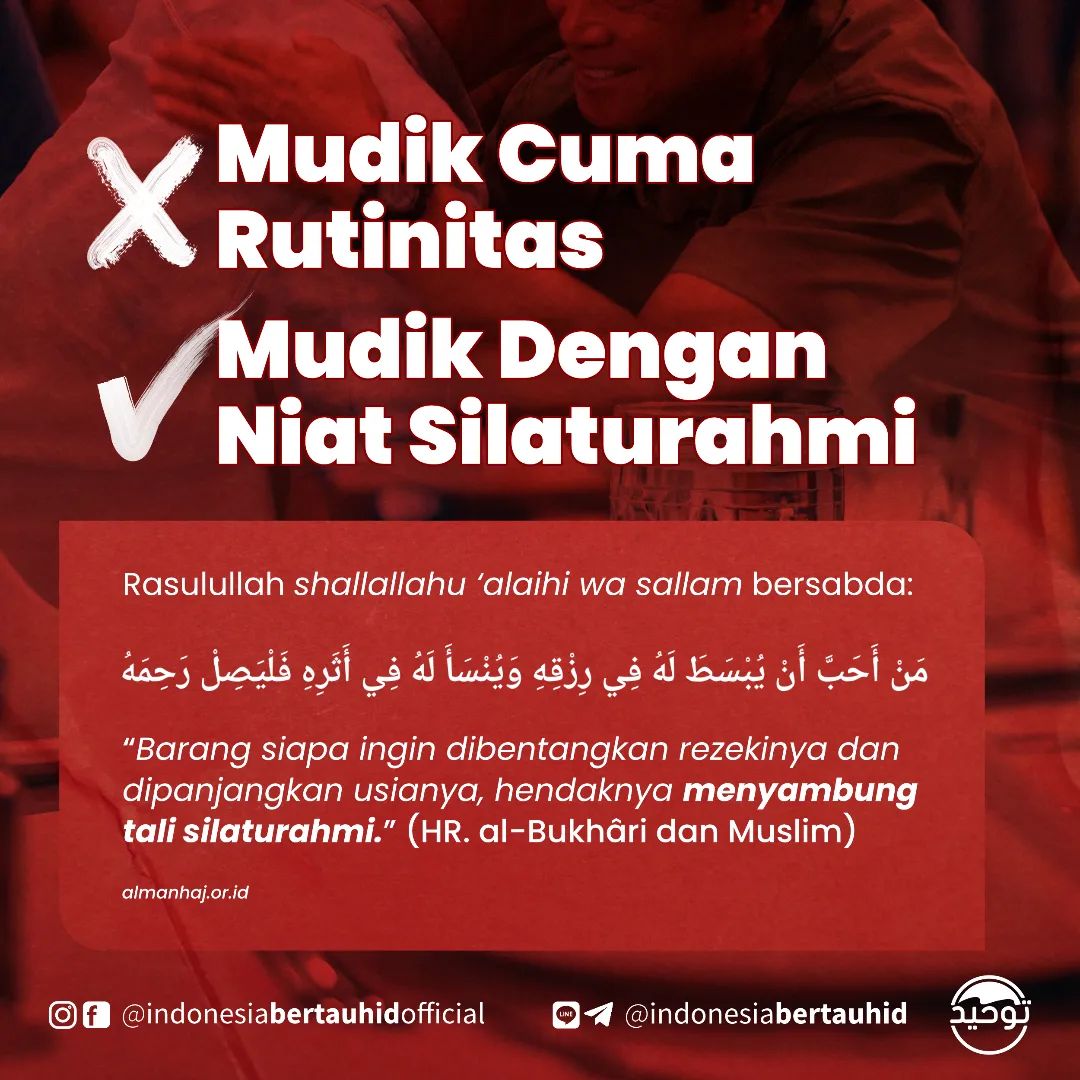 Mudik Cuma
Rutinitas
Mudik Dengan
Niat Silaturahmi
Rasulullah shallallahu ‘alaihi wa sallam bersabda:
مَنْ أَحَبَّ أَنْ يُبْسَطَ لَهُ فِي رِزْقِهِ وَيُنْسَأَ لَهُ فِي أَثَرِهِ فَلْيَصِلْ رَحِمَهُ
“Barang siapa ingin dibentangkan rezekinya dan
dipanjangkan usianya, hendaknya menyambung
tali silaturahmi.” (HR. al-Bukhâri dan Muslim)
almanhaj.or.id
@indonesiabertauhidofficial
LINE @indonesiabertauhid
توحيد